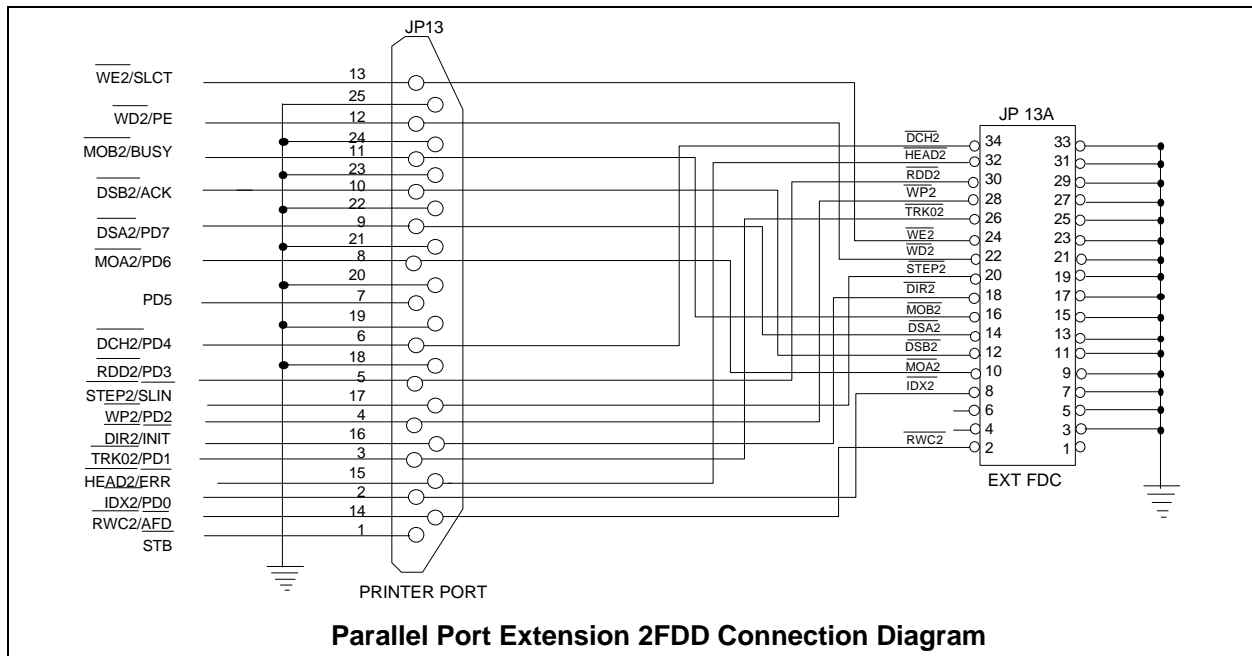 JP13
WE2/SLCT 13
25
WD2/PE 12
24
MOB2/BUSY 11
23
DSB2/ACK 10
22
DSA2/PD7 9
21
MOA2/PD6 8
20
PD5 7
19
DCH2/PD4 6
18
RDD2/PD3 5
STEP2/SLIN 17
WP2/PD2 4
DIR2/INIT 16
TRK02/PD1 3
HEAD2/ERR 15
IDX2/PD0 2
RWC2/AFD 14
STB 1
PRINTER PORT
JP 13A
DCH2 34 33
HEAD2 32 31
RDD2 30 29
WP2 28 27
TRK02 26 25
WE2 24 23
WD2 22 21
STEP2 20 19
DIR2 18 17
MOB2 16 15
DSA2 14 13
DSB2 12 11
MOA2 10 9
IDX2 8 7
6 5
4 3
RWC2 2 1
EXT FDC
Parallel Port Extension 2FDD Connection Diagram